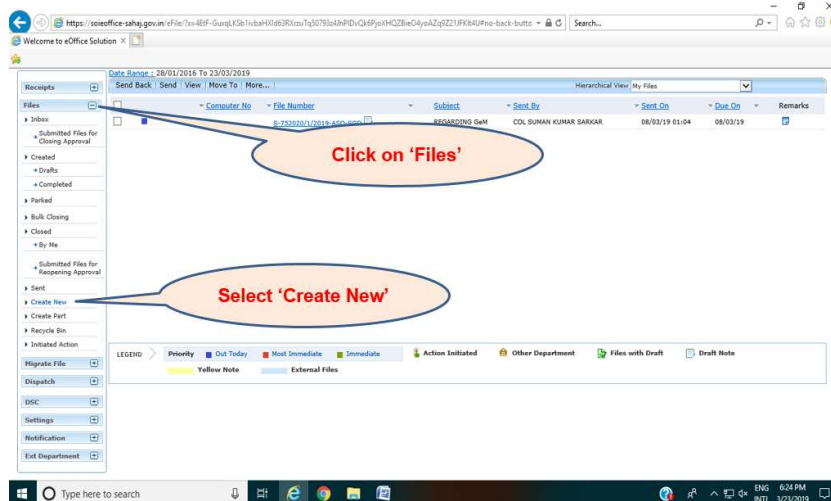 https://soieoffice-sahaj.gov.in/eFile/?x= Search...
Welcome to eOffice Solution
Date Range : 28/01/2016 To 23/03/2019
Receipts
Send Back Send View Move To More... Hierarchical View My Files
Files
Computer No File Number Subject Sent By Sent On Due On Remarks
S-752020/1/2019-ASO-SOO REGARDING GeM COL SUMAN KUMAR SARKAR 08/03/19 01:04 08/03/19
Inbox
Submitted Files for
Closing Approval
Created
Drafts
Completed
Parked
Bulk Closing
Closed
By Me
Submitted Files for
Reopening Approval
Sent
Create New
Create Part
Recycle Bin
Initiated Action
Migrate File
Dispatch
DSC
Settings
Notification
Ext Department
Click on ‘Files’
Select ‘Create New’
LEGEND Priority Out Today Most Immediate Immediate Action Initiated Other Department Files with Draft Draft Note
Yellow Note External Files
Type here to search
ENG 6:24 PM
INTL 3/23/2019